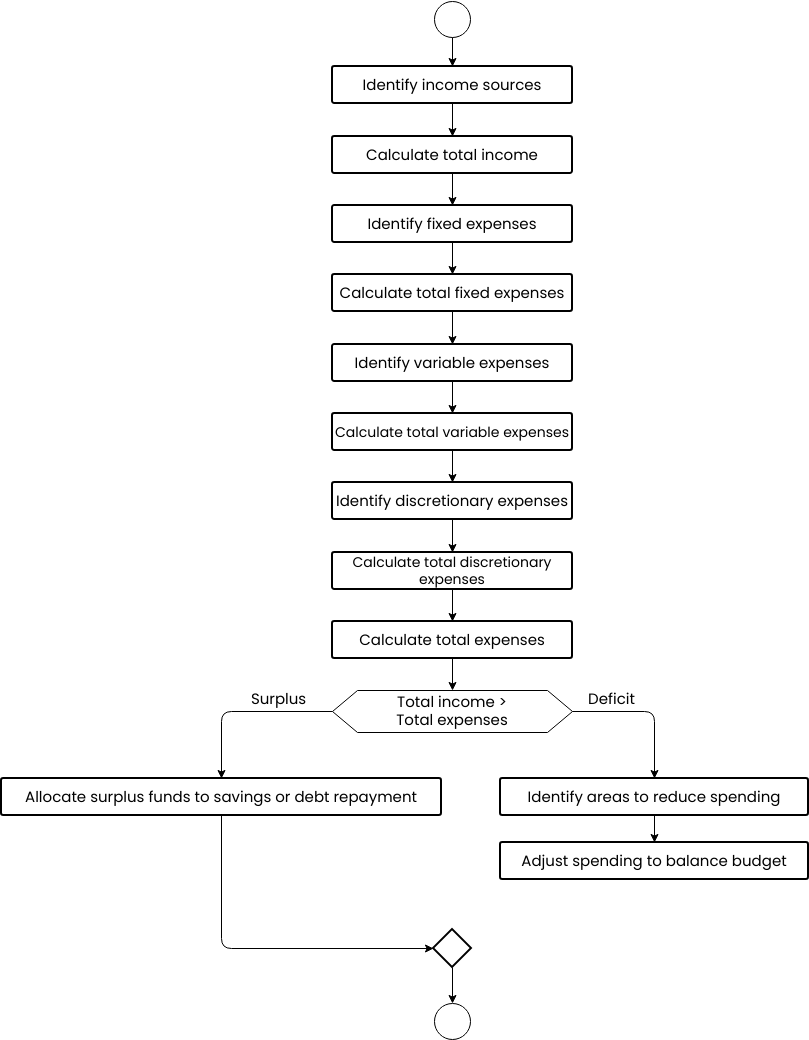 Identify income sources
Calculate total income
Identify fixed expenses
Calculate total fixed expenses
Identify variable expenses
Calculate total variable expenses
Identify discretionary expenses
Calculate total discretionary
expenses
Calculate total expenses
Surplus
Total income >
Total expenses
Deficit
Allocate surplus funds to savings or debt repayment
Identify areas to reduce spending
Adjust spending to balance budget